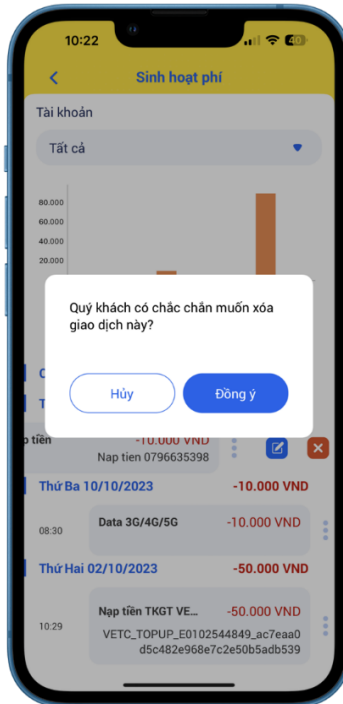 10:22
40
Sinh hoạt phí
Tài khoản
Tất cả
80.000
60.000
40.000
20.000
Quý khách có chắc chắn muốn xóa
giao dịch này?
Hủy
Đồng ý
tiền
-10.000 VND
Nap tien 0796635398
Thứ Ba 10/10/2023
-10.000 VND
08:30
Data 3G/4G/5G
-10.000 VND
Thứ Hai 02/10/2023
-50.000 VND
10:29
Nạp tiền TKGT VE...
-50.000 VND
VETC_TOPUP_E0102544849_ac7eaa0
d5c482e968e7c2e50b5adb539